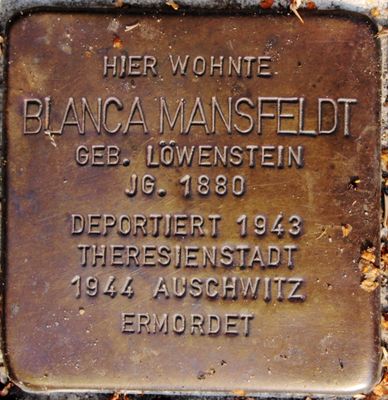 HIER WOHNTE
BLANCA MANSFELDT
GEB. LÖWENSTEIN
JG. 1880
DEPORTIERT 1943
THERESIENSTADT
1944 AUSCHWITZ
ERMORDET